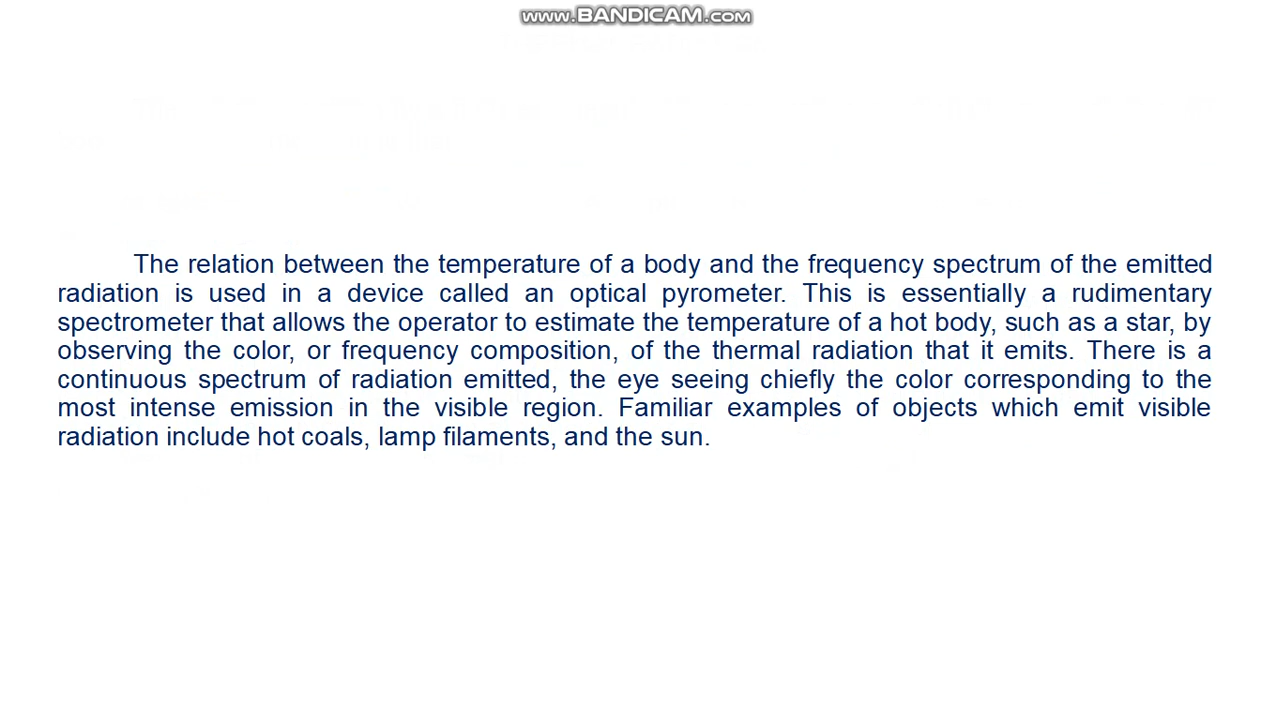 www.BANDICAM.com
The relation between the temperature of a body and the frequency spectrum of the emitted
radiation is used in a device called an optical pyrometer. This is essentially a rudimentary
spectrometer that allows the operator to estimate the temperature of a hot body, such as a star, by
observing the color, or frequency composition, of the thermal radiation that it emits. There is a
continuous spectrum of radiation emitted, the eye seeing chiefly the color corresponding to the
most intense emission in the visible region. Familiar examples of objects which emit visible
radiation include hot coals, lamp filaments, and the sun.